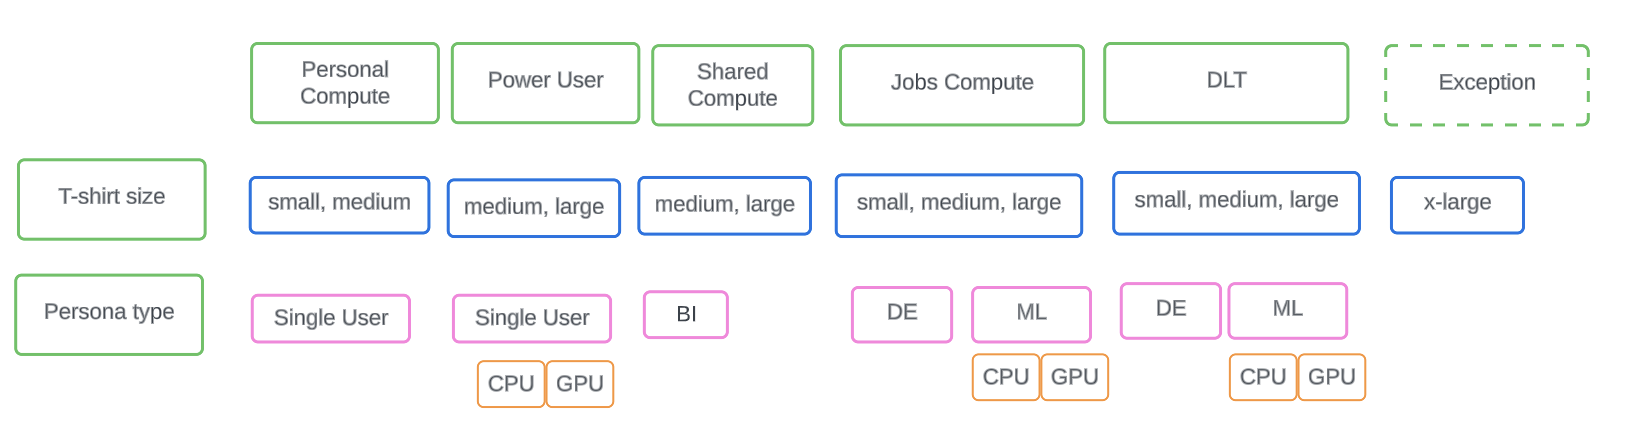 Personal
Compute
Power User
Shared
Compute
Jobs Compute
DLT
Exception
T-shirt size
small, medium
medium, large
medium, large
small, medium, large
small, medium, large
x-large
Persona type
Single User
Single User
BI
DE
ML
DE
ML
CPU
GPU
CPU
GPU
CPU
GPU